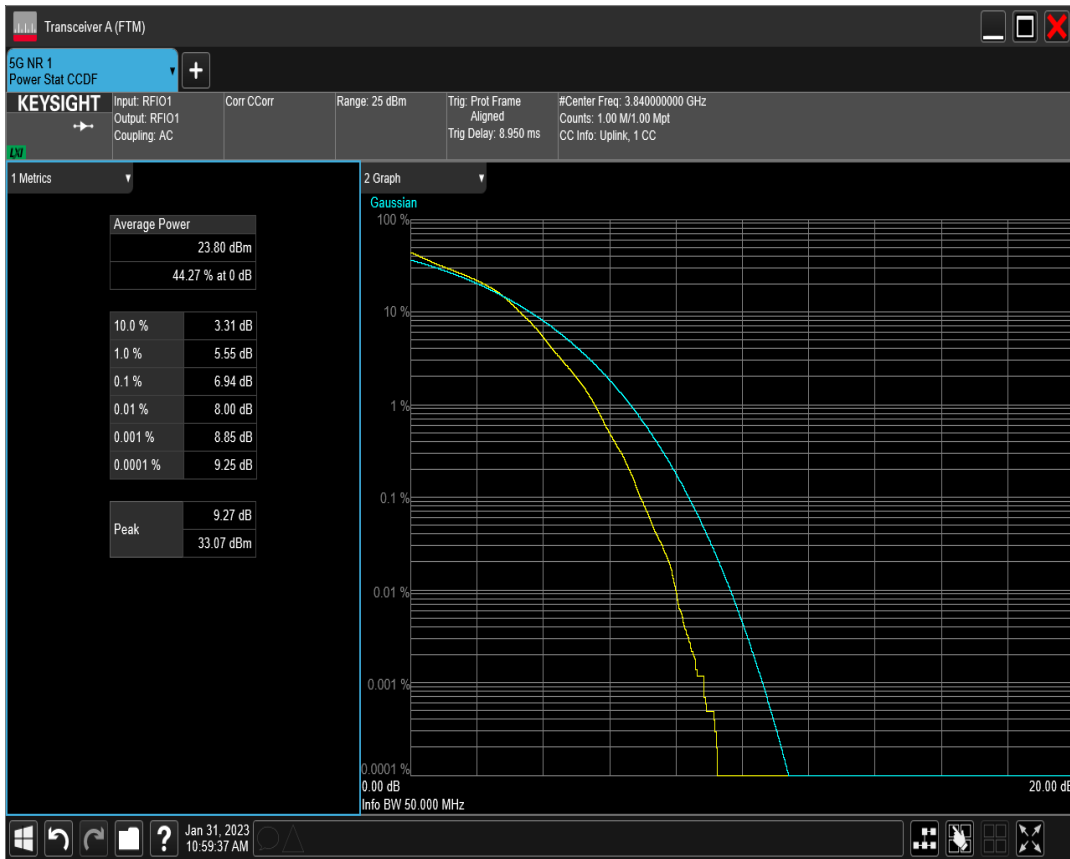 Transceiver A (FTM)
5G NR 1
Power Stat CCDF
KEYSIGHT
LXI
Input: RFIO1
Output: RFIO1
Coupling: AC
Corr CCorr
Range: 25 dBm
Trig: Prot Frame
Aligned
Trig Delay: 8.950 ms
#Center Freq: 3.840000000 GHz
Counts: 1.00 M/1.00 Mpt
CC Info: Uplink, 1 CC
1 Metrics
Average Power
23.80 dBm
44.27 % at 0 dB
10.0 % 3.31 dB
1.0 % 5.55 dB
0.1 % 6.94 dB
0.01 % 8.00 dB
0.001 % 8.85 dB
0.0001 % 9.25 dB
Peak
9.27 dB
33.07 dBm
2 Graph
Gaussian
100 %
10 %
1 %
0.1 %
0.01 %
0.001 %
0.0001 %
0.00 dB 20.00 dB
Info BW 50.000 MHz
?
Jan 31, 2023
10:59:37 AM